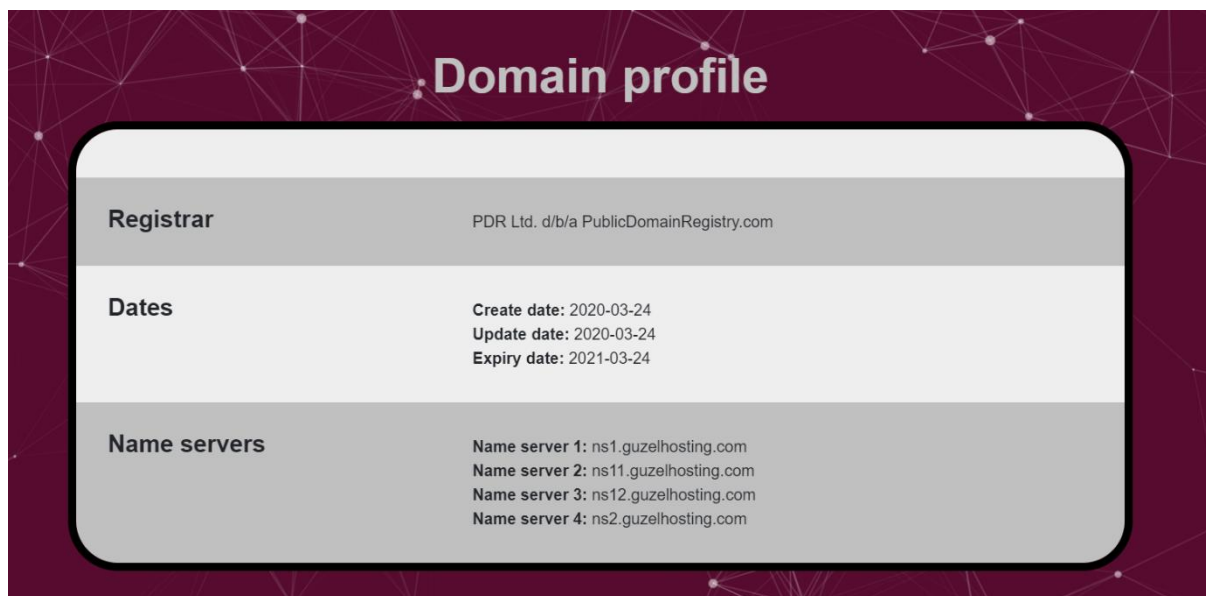 Domain profile
Registrar
PDR Ltd. d/b/a PublicDomainRegistry.com
Dates
Create date: 2020-03-24
Update date: 2020-03-24
Expiry date: 2021-03-24
Name servers
Name server 1: ns1.guzelhosting.com
Name server 2: ns11.guzelhosting.com
Name server 3: ns12.guzelhosting.com
Name server 4: ns2.guzelhosting.com